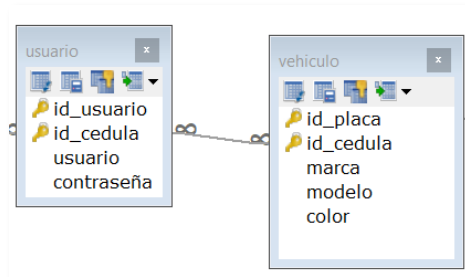 usuario
id_usuario
id_cedula
usuario
contraseña
vehiculo
id_placa
id_cedula
marca
modelo
color